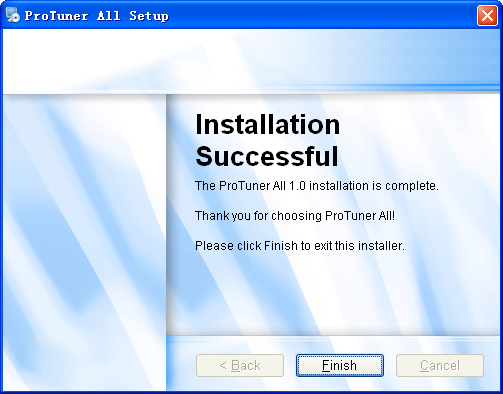 ProTuner All Setup
Installation
Successful
The ProTuner All 1.0 installation is complete.
Thank you for choosing ProTuner All!
Please click Finish to exit this installer.
< Back
Finish
Cancel